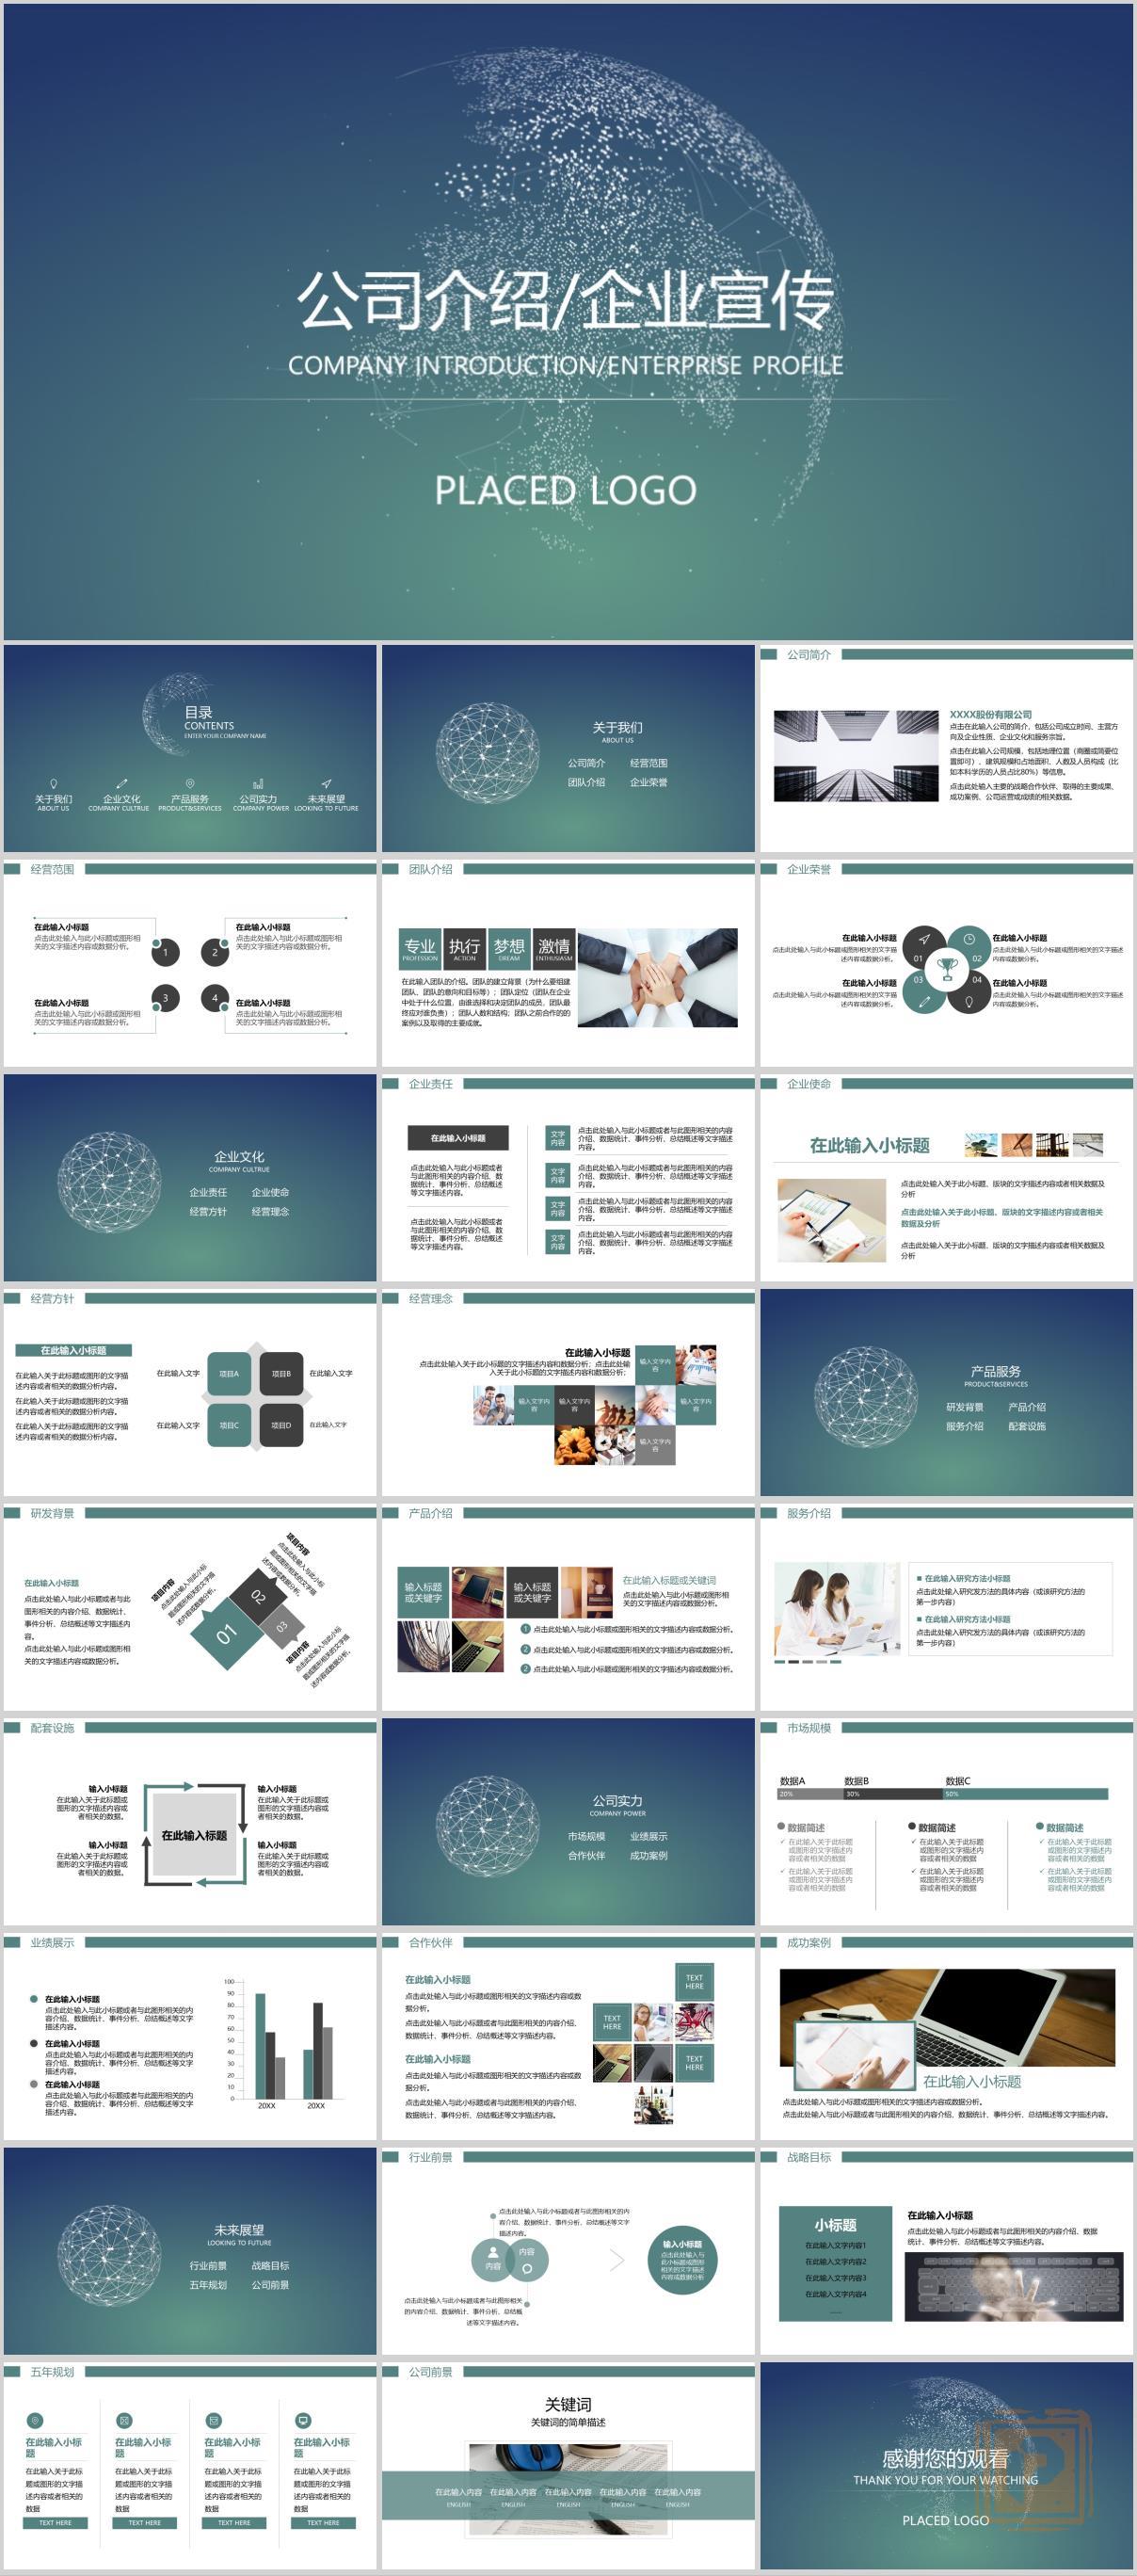 公司介绍/企业宣传
COMPANY INTRODUCTION/ENTERPRISE PROFILE
PLACED LOGO
目录
CONTENTS
ENTER YOUR COMPANY NAME
关于我们
ABOUT US
企业文化
COMPANY CULTRUE
产品服务
PRODUCT&SERVICES
公司实力
COMPANY POWER
未来展望
LOOKING TO FUTURE
关于我们
ABOUT US
公司简介 经营范围
团队介绍 企业荣誉
公司简介
XXXX股份有限公司
点击在此输入公司的简介，包括公司成立时间、主营方
向及企业性质、企业文化和服务宗旨。
点击在此输入公司规模，包括地理位置（商圈或简要位
置即可）、建筑规模和占地面积、人数及人员构成（比
如本科学历的人员占比80%）等信息。
点击此处输入主要的战略合作伙伴、取得的主要成果、
成功案例、公司运营或成绩的相关数据。
经营范围
在此输入小标题
点击此处输入与此小标题或图形相
关的文字描述内容或数据分析。
1
2
在此输入小标题
点击此处输入与此小标题或图形相
关的文字描述内容或数据分析。
在此输入小标题
点击此处输入与此小标题或图形相
关的文字描述内容或数据分析。
3
4
在此输入小标题
点击此处输入与此小标题或图形相
关的文字描述内容或数据分析。
团队介绍
专业
PROFESSION
执行
ACTION
梦想
DREAM
激情
ENTHUSIASM
在此输入团队的介绍。团队的建立背景（为什么要组建
团队、团队的意向和目标等）；团队定位（团队在企业
中处于什么位置，由谁选择和决定团队的成员，团队最
终应对谁负责）；团队人数和结构；团队之前合作的的
案例以及取得的主要成就。
企业荣誉
在此输入小标题
点击此处输入与此小标题或图形相关的文字描
述内容或数据分析。
01
02
在此输入小标题
点击此处输入与此小标题或图形相关的文字描述
内容或数据分析。
在此输入小标题
点击此处输入与此小标题或图形相关的文字描
述内容或数据分析。
03
04
在此输入小标题
点击此处输入与此小标题或图形相关的文字描述
内容或数据分析。
企业文化
COMPANY CULTRUE
企业责任 企业使命
经营方针 经营理念
企业责任
在此输入小标题
点击此处输入与此小标题或者
与此图形相关的内容介绍、数
据统计、事件分析、总结概述
等文字描述内容。
点击此处输入与此小标题或者
与此图形相关的内容介绍、数
据统计、事件分析、总结概述
等文字描述内容。
文字
内容
点击此处输入与此小标题或者与此图形相关的内容
介绍、数据统计、事件分析、总结概述等文字描述
内容。
文字
内容
点击此处输入与此小标题或者与此图形相关的内容
介绍、数据统计、事件分析、总结概述等文字描述
内容。
文字
内容
点击此处输入与此小标题或者与此图形相关的内容
介绍、数据统计、事件分析、总结概述等文字描述
内容。
文字
内容
点击此处输入与此小标题或者与此图形相关的内容
介绍、数据统计、事件分析、总结概述等文字描述
内容。
企业使命
在此输入小标题
点击此处输入关于此小标题、版块的文字描述内容或者相关数据及
分析
点击此处输入关于此小标题、版块的文字描述内容或者相关
数据及分析
点击此处输入关于此小标题、版块的文字描述内容或者相关数据及
分析
经营方针
在此输入小标题
在此输入关于此标题或图形的文字描
述内容或者相关的数据分析内容。
在此输入关于此标题或图形的文字描
述内容或者相关的数据分析内容。
在此输入关于此标题或图形的文字描
述内容或者相关的数据分析内容。
在此输入文字
项目A
项目B
在此输入文字
在此输入文字
项目C
项目D
在此输入文字
经营理念
在此输入小标题
点击此处输入关于此小标题的文字描述内容和数据分析；点击此处输
入关于此小标题的文字描述内容和数据分析；
输入文字内
容
输入文字内
容
输入文字内
容
输入文字内
容
输入文字内
容
产品服务
PRODUCT&SERVICES
研发背景 产品介绍
服务介绍 配套设施
研发背景
在此输入小标题
点击此处输入与此小标题或者与此
图形相关的内容介绍、数据统计、
事件分析、总结概述等文字描述内
容。
点击此处输入与此小标题或图形相
关的文字描述内容或数据分析。
项目内容
点击此处输入与此小标
题或图形相关的文字描
述内容或数据分析。
01
项目内容
点击此处输入与此小标
题或图形相关的文字描
述内容或数据分析。
02
03
项目内容
点击此处输入与此小标
题或图形相关的文字描
述内容或数据分析。
产品介绍
输入标题
或关键字
输入标题
或关键字
在此输入小标题或关键词
点击此处输入与此小标题或图形相
关的文字描述内容或数据分析。
1 点击此处输入与此小标题或图形相关的文字描述内容或数据分析。
2 点击此处输入与此小标题或图形相关的文字描述内容或数据分析。
2 点击此处输入与此小标题或图形相关的文字描述内容或数据分析。
服务介绍
在此输入研究方法小标题
点击此处输入研究发方法的具体内容（或该研究方法的
第一步内容）
在此输入研究方法小标题
点击此处输入研究发方法的具体内容（或该研究方法的
第一步内容）
配套设施
输入小标题
在此输入关于此标题或
图形的文字描述内容或
者相关的数据。
输入小标题
在此输入关于此标题或
图形的文字描述内容或
者相关的数据。
在此输入标题
输入小标题
在此输入关于此标题或
图形的文字描述内容或
者相关的数据。
输入小标题
在此输入关于此标题或
图形的文字描述内容或
者相关的数据。
公司实力
COMPANY POWER
市场规模 业绩展示
合作伙伴 成功案例
市场规模
数据A 数据B 数据C
20% 30% 50%
数据简述
在此输入关于此标题
或图形的文字描述内
容或者相关的数据
在此输入关于此标题
或图形的文字描述内
容或者相关的数据
数据简述
在此输入关于此标题
或图形的文字描述内
容或者相关的数据
在此输入关于此标题
或图形的文字描述内
容或者相关的数据
数据简述
在此输入关于此标题
或图形的文字描述内
容或者相关的数据
在此输入关于此标题
或图形的文字描述内
容或者相关的数据
业绩展示
在此输入小标题
点击此处输入与此小标题或者与此图形相关的内
容介绍、数据统计、事件分析、总结概述等文字
描述内容。
在此输入小标题
点击此处输入与此小标题或者与此图形相关的内
容介绍、数据统计、事件分析、总结概述等文字
描述内容。
在此输入小标题
点击此处输入与此小标题或者与此图形相关的内
容介绍、数据统计、事件分析、总结概述等文字
描述内容。
100
90
80
70
60
50
40
30
20
10
0
20XX 20XX
合作伙伴
在此输入小标题
点击此处输入与此小标题或图形相关的文字描述内容或数
据分析。
点击此处输入与此小标题或者与此图形相关的内容介绍、
数据统计、事件分析、总结概述等文字描述内容。
在此输入小标题
点击此处输入与此小标题或图形相关的文字描述内容或数
据分析。
点击此处输入与此小标题或者与此图形相关的内容介绍、
数据统计、事件分析、总结概述等文字描述内容。
TEXT
HERE
TEXT
HERE
TEXT
HERE
成功案例
在此输入小标题
点击此处输入与此小标题或图形相关的文字描述内容或数据分析。
点击此处输入与此小标题或者与此图形相关的内容介绍、数据统计、事件分析、总结概述等文字描述内容。
未来展望
LOOKING TO FUTURE
行业前景 战略目标
五年规划 公司前景
行业前景
点击此处输入与此小标题或者与此图形相关的内
容介绍、数据统计、事件分析、总结概述等文字
描述内容。
内容
内容
点击此处输入与此小标题或者与此图形相关
的内容介绍、数据统计、事件分析、总结概
述等文字描述内容。
输入小标题
点击此处输入与
此小标题或图形
相关的文字描述
内容或数据分析
战略目标
小标题
在此输入文字内容1
在此输入文字内容2
在此输入文字内容3
在此输入文字内容4
在此输入小标题
点击此处输入与此小标题或者与此图形相关的内容介绍、数据
统计、事件分析、总结概述等文字描述内容。
五年规划
在此输入小标
题
在此输入关于此标
题或图形的文字描
述内容或者相关的
数据
TEXT HERE
在此输入小标
题
在此输入关于此标
题或图形的文字描
述内容或者相关的
数据
TEXT HERE
在此输入小标
题
在此输入关于此标
题或图形的文字描
述内容或者相关的
数据
TEXT HERE
在此输入小标
题
在此输入关于此标
题或图形的文字描
述内容或者相关的
数据
TEXT HERE
公司前景
关键词
关键词的简单描述
在此输入内容 在此输入内容 在此输入内容 在此输入内容 在此输入内容
ENGLISH ENGLISH ENGLISH ENGLISH ENGLISH
感谢您的观看
THANK YOU FOR YOUR WATCHING
PLACED LOGO